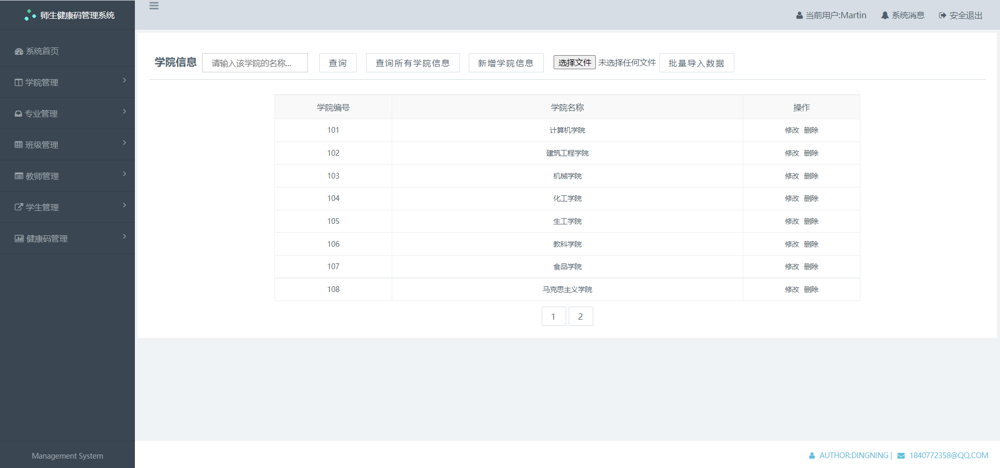 师生健康码管理系统
当前用户:Martin 系统消息 安全退出
系统首页
学院管理
专业管理
班级管理
教师管理
学生管理
健康码管理
Management System
学院信息 请输入该学院的名称... 查询 查询所有学院信息 新增学院信息 选择文件 未选择任何文件 批量导入数据
学院编号 学院名称 操作
101 计算机学院 修改 删除
102 建筑工程学院 修改 删除
103 机械学院 修改 删除
104 化工学院 修改 删除
105 生工学院 修改 删除
106 教科学院 修改 删除
107 食品学院 修改 删除
108 马克思主义学院 修改 删除
1 2
AUTHOR:DINGNING | 1840772358@QQ.COM